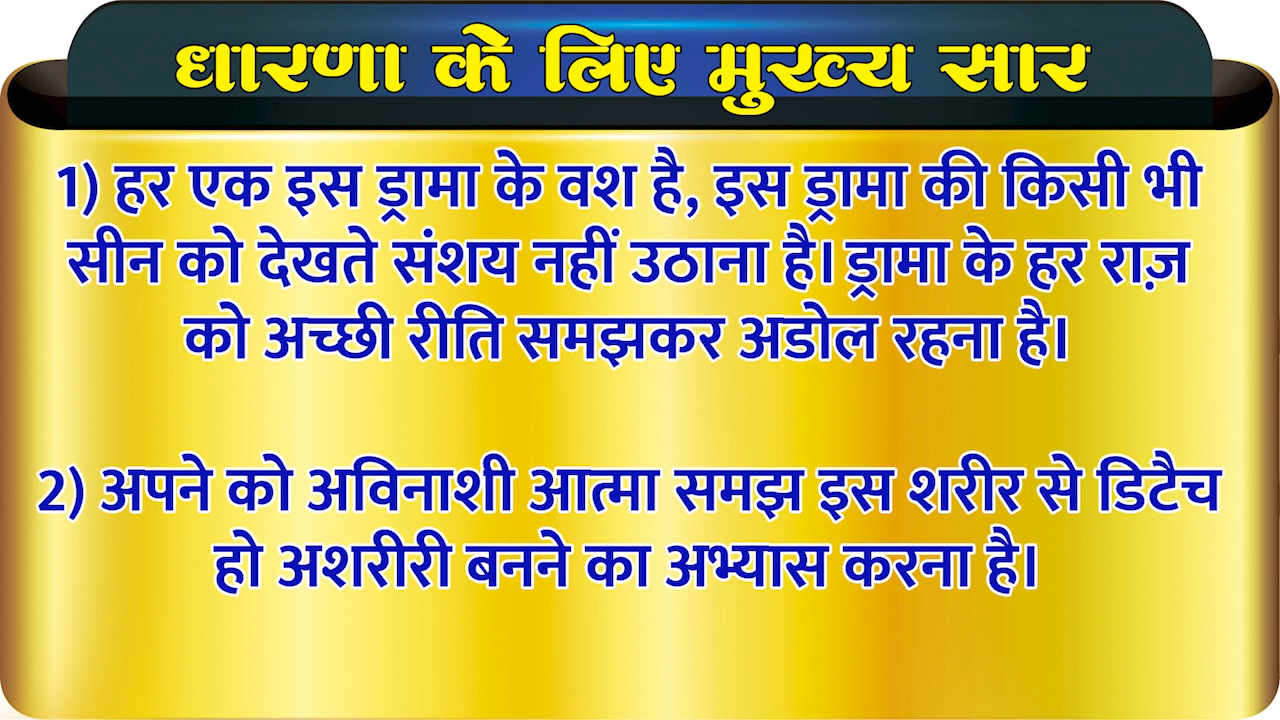 धारणा के लिए मुख्य सार
1) हर एक इस ड्रामा के वश है, इस ड्रामा की किसी भी
सीन को देखते संशय नहीं उठाना है। ड्रामा के हर राज़
को अच्छी रीति समझकर अडोल रहना है।
2) अपने को अविनाशी आत्मा समझ इस शरीर से डिटैच
हो अशरीरी बनने का अभ्यास करना है।